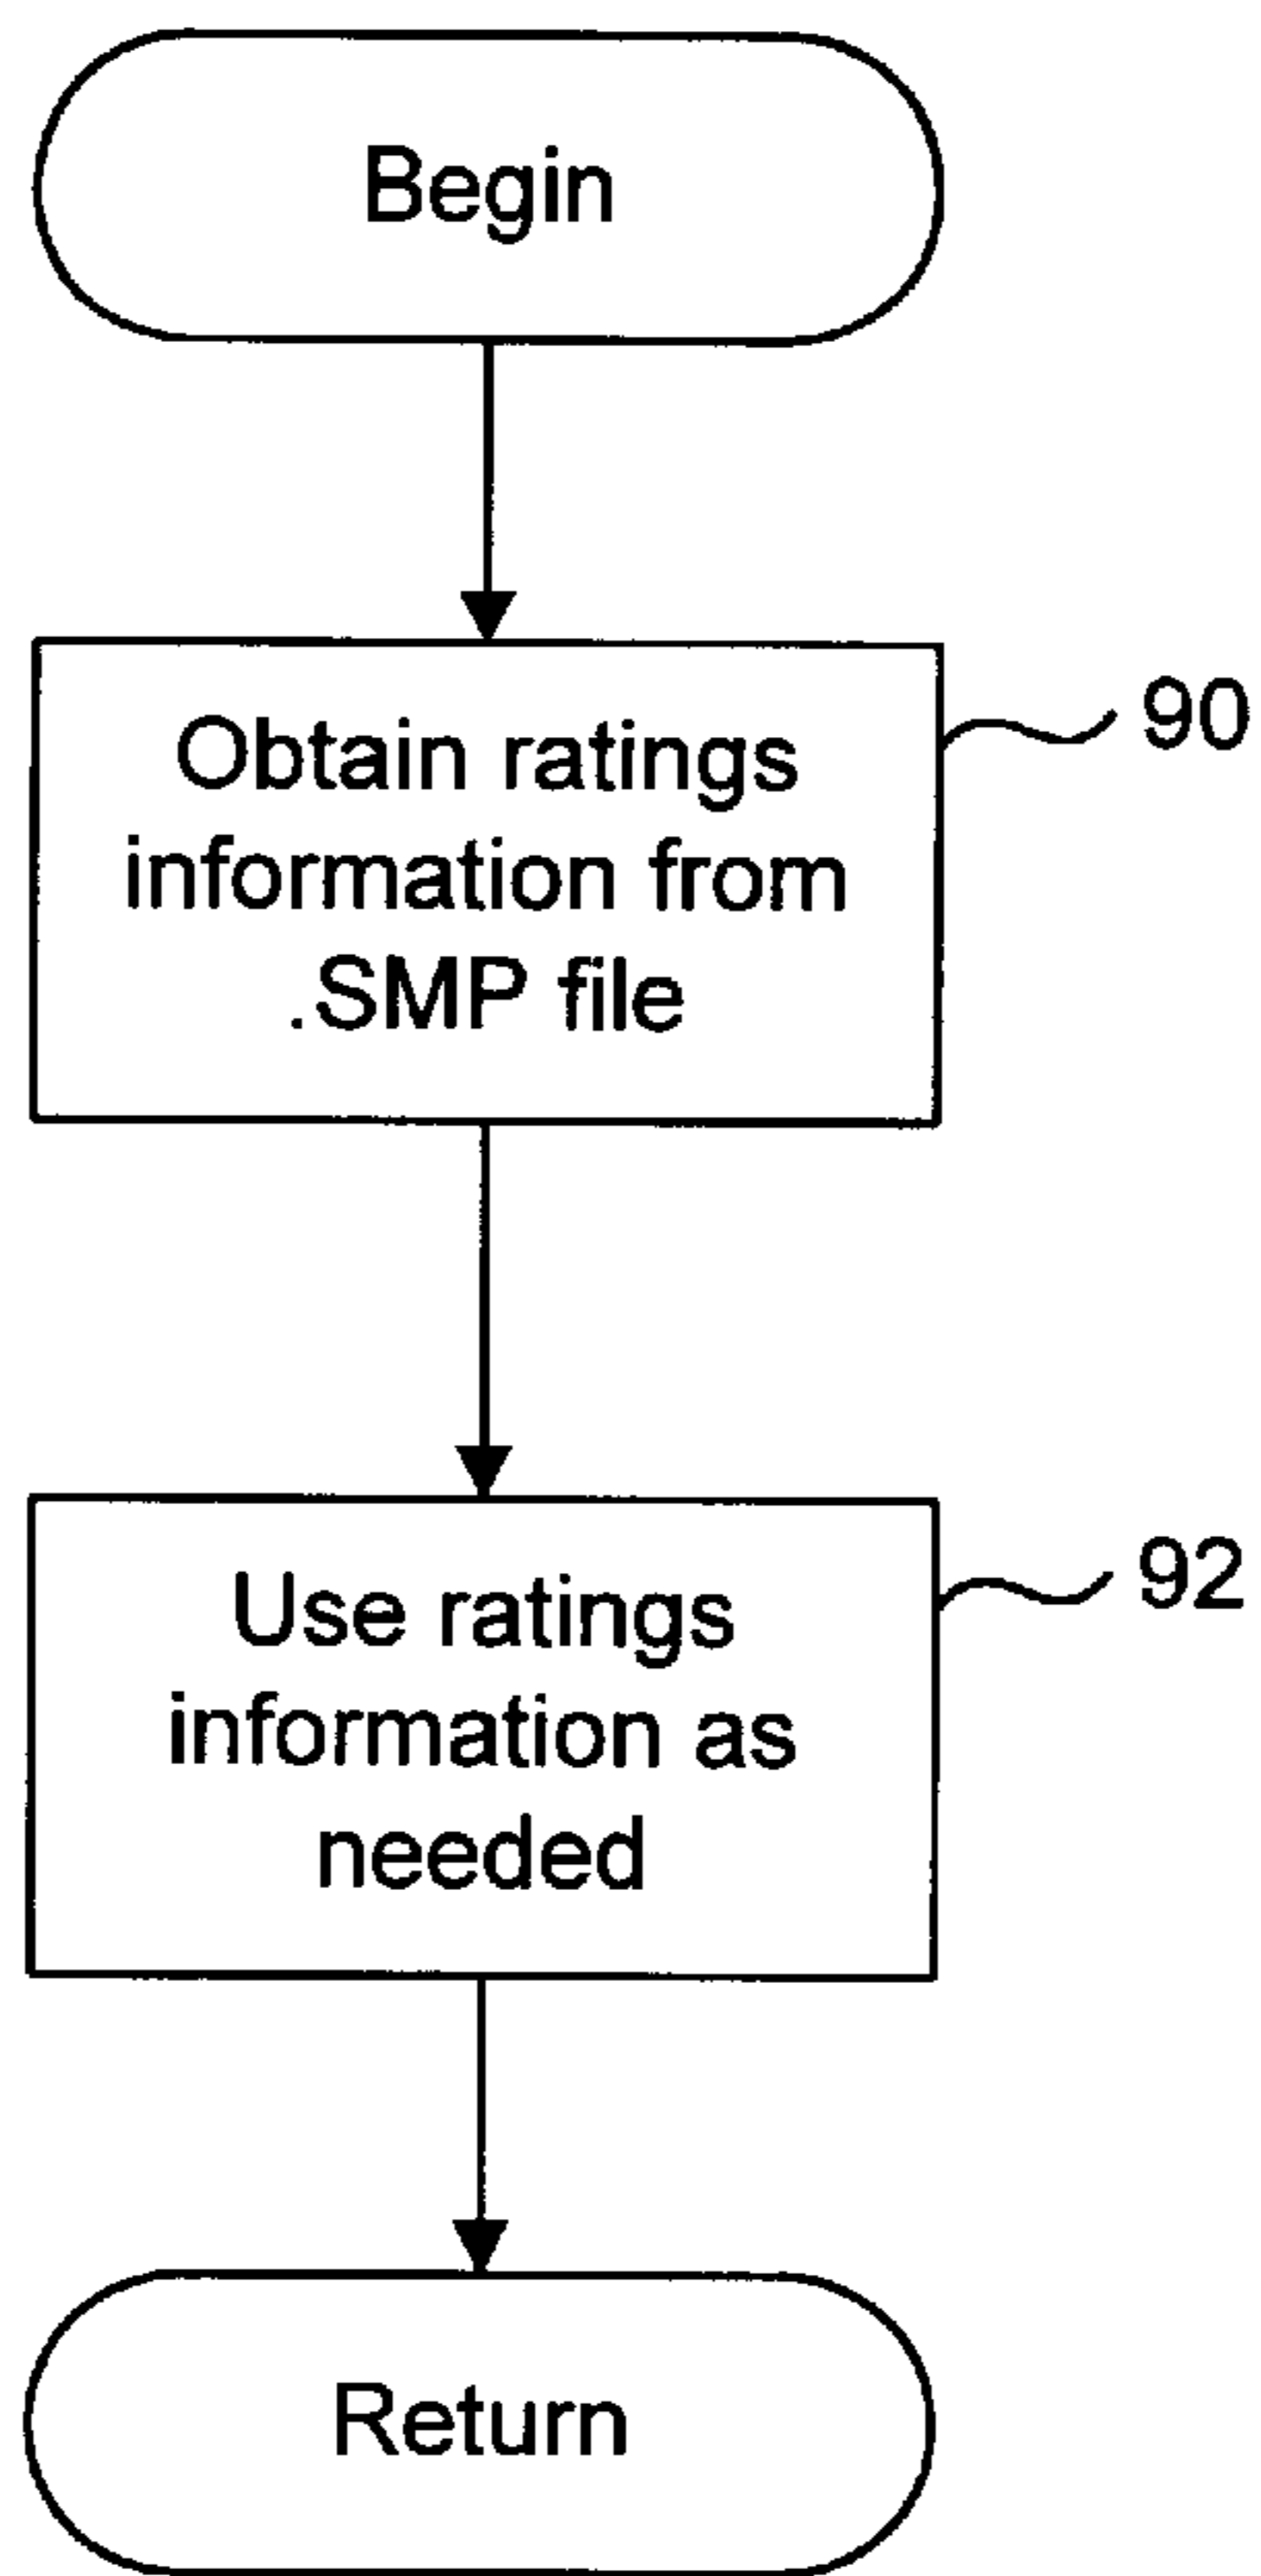 Begin
Obtain ratings
information from
.SMP file
90
Use ratings
information as
needed
92
Return